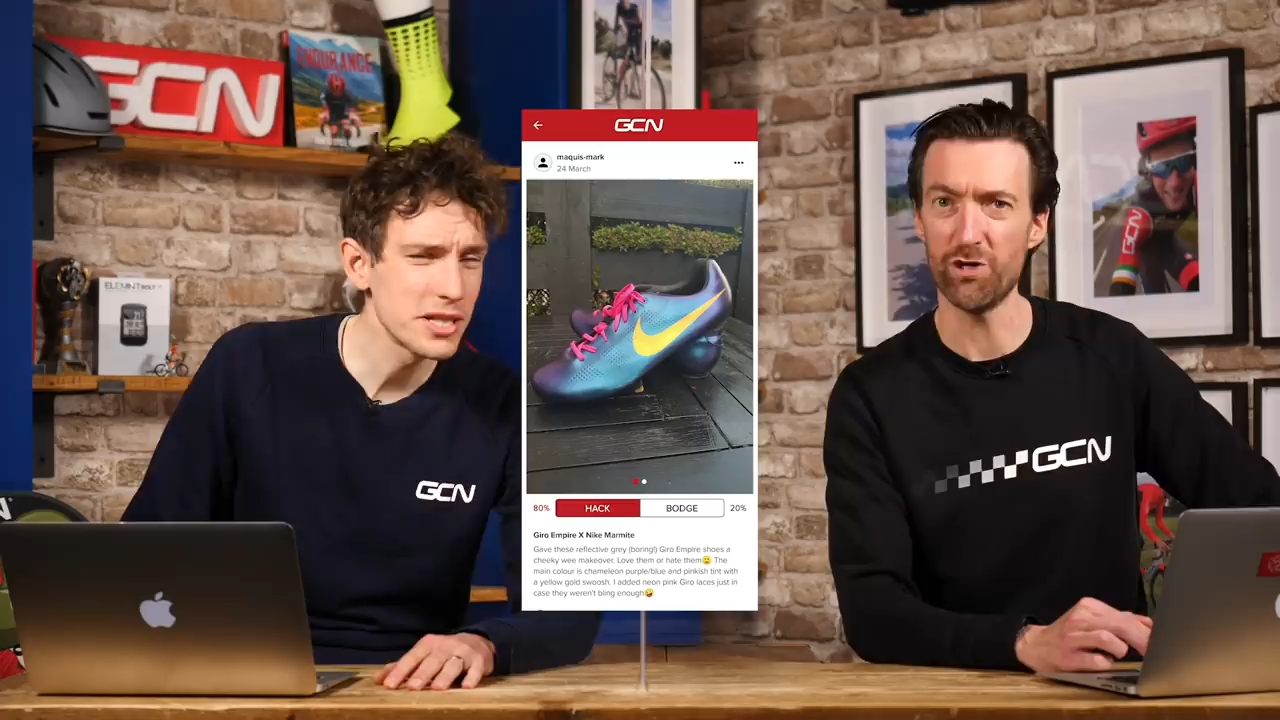 GCN
ENDURANCE
ELEMNT BOLT
GCN
GCN
GCN
maquis-mark
24 March
80%
HACK
BODGE
20%
Giro Empire X Nike Marmite
Gave these reflective grey (boring!) Giro Empire shoes a
cheeky wee makeover. Love them or hate them🙂 The
main colour is chameleon purple/blue and pinkish tint with
a yellow gold swoosh. I added neon pink Giro laces just in
case they weren't bling enough🤪
GCN